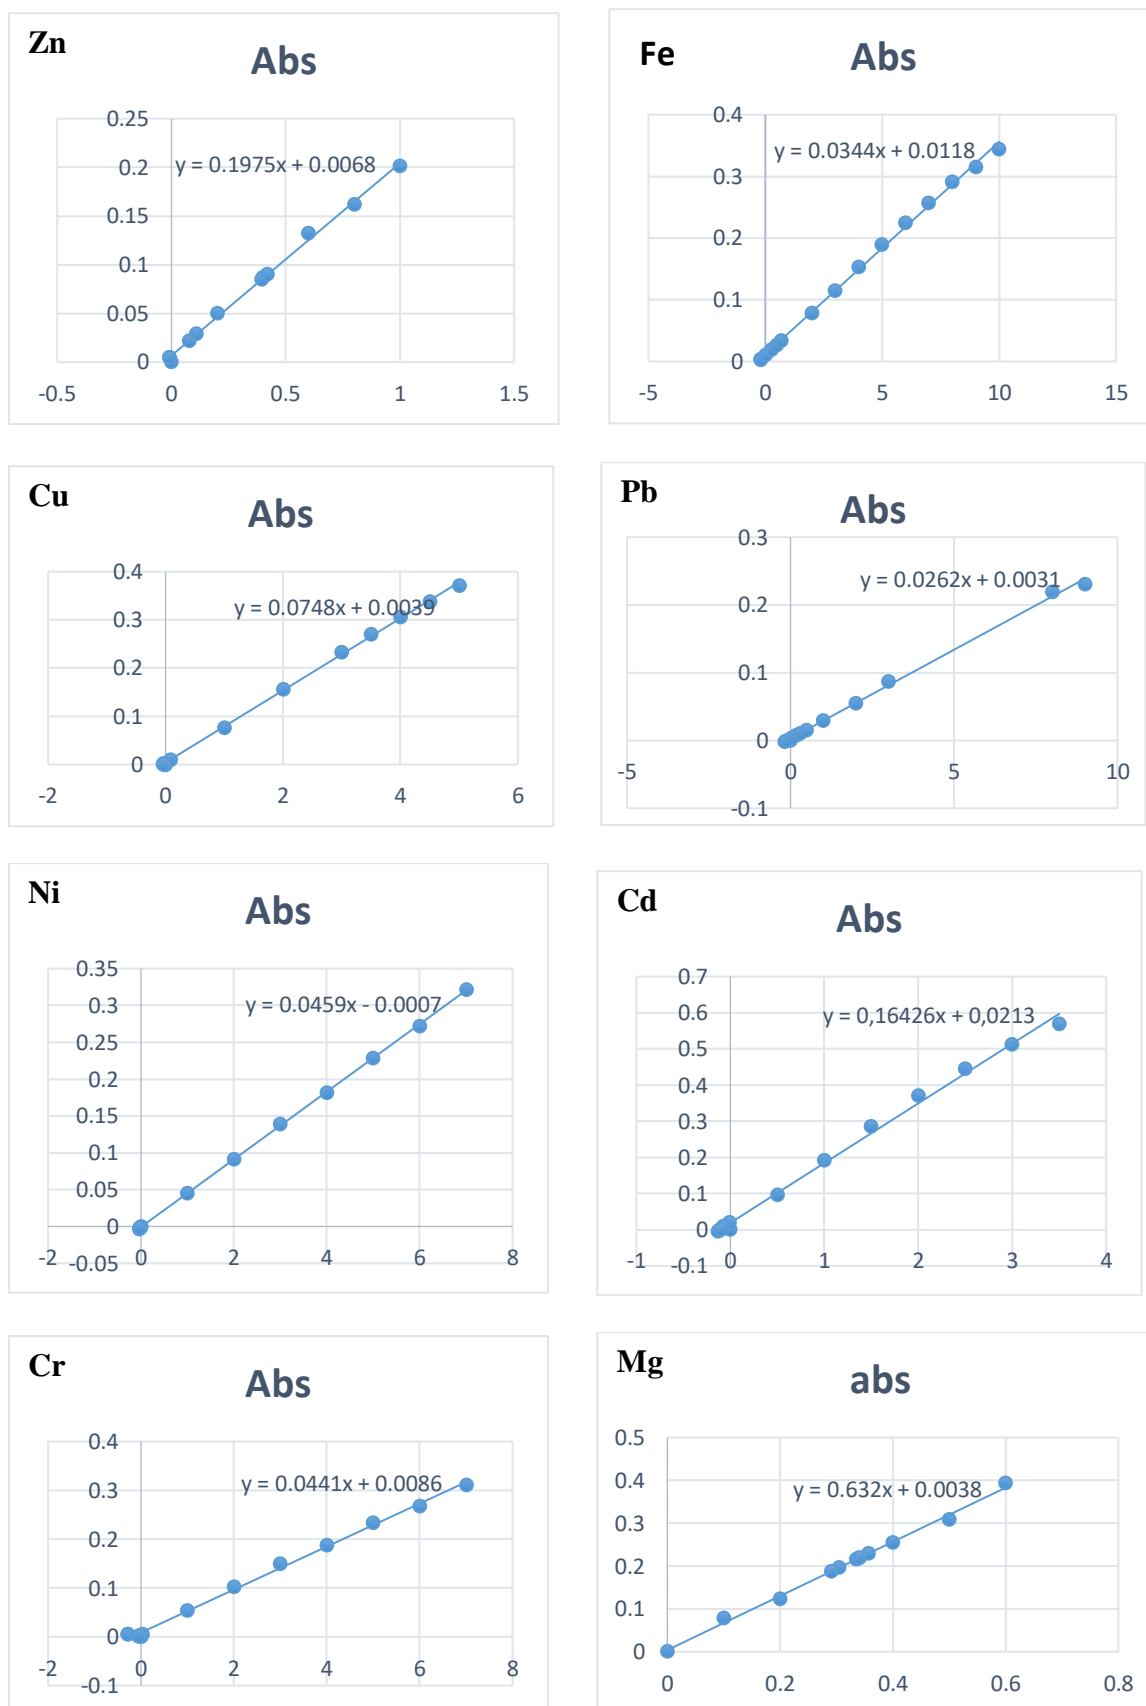 Zn
Abs
0.25
y = 0.1975x + 0.0068
0.2
0.15
0.1
0.05
0
-0.5 0 0.5 1 1.5
Fe
Abs
0.4
y = 0.0344x + 0.0118
0.3
0.2
0.1
0
-5 0 5 10 15
Cu
Abs
0.4
y = 0.0748x + 0.0039
0.3
0.2
0.1
0
-2 0 2 4 6
Pb
Abs
0.3
y = 0.0262x + 0.0031
0.2
0.1
0
-5 0 5 10
-0.1
Ni
Abs
0.35
y = 0.0459x - 0.0007
0.3
0.25
0.2
0.15
0.1
0.05
0
-2 0 2 4 6 8
-0.05
Cd
Abs
0.7
y = 0,16426x + 0,0213
0.6
0.5
0.4
0.3
0.2
0.1
0
-1 0 1 2 3 4
-0.1
Cr
Abs
0.4
y = 0.0441x + 0.0086
0.3
0.2
0.1
0
-2 0 2 4 6 8
-0.1
Mg
abs
0.5
0.4
y = 0.632x + 0.0038
0.3
0.2
0.1
0
0 0.2 0.4 0.6 0.8